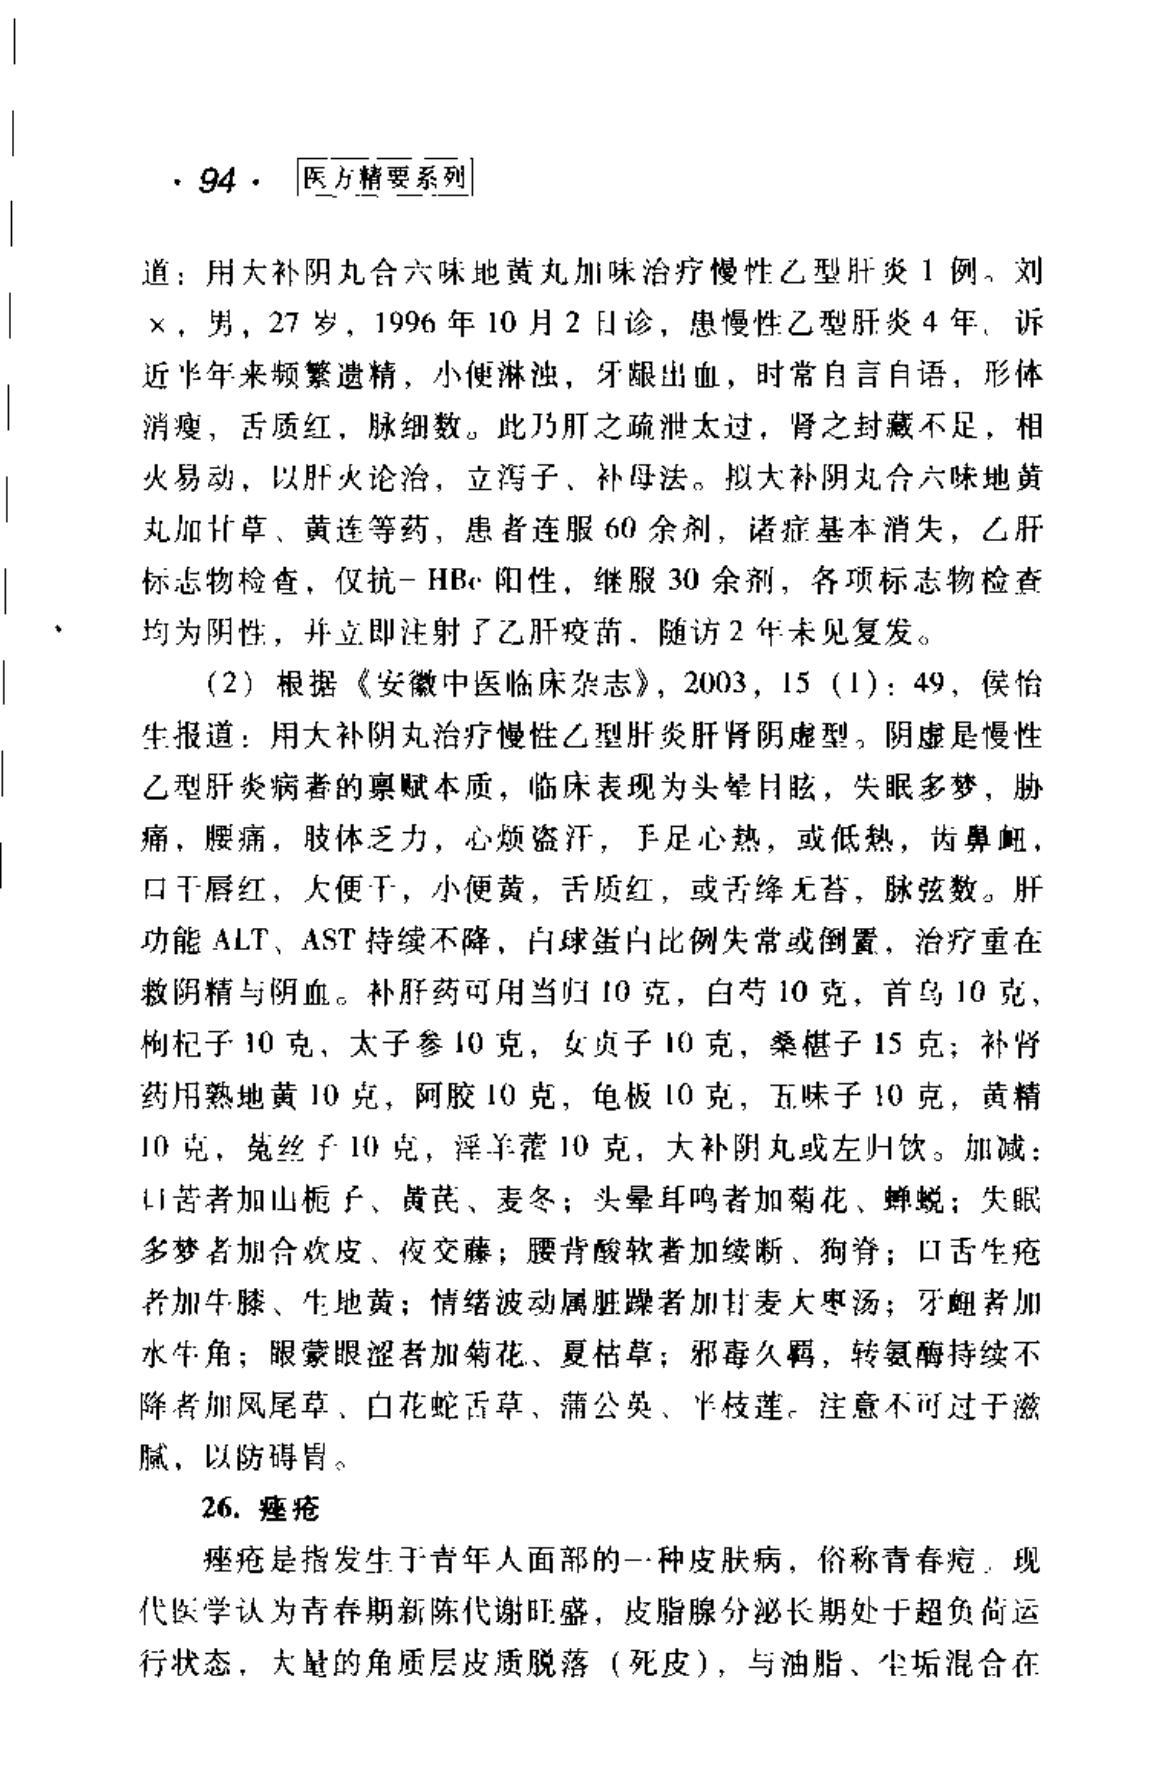 · 94 · 医方精要系列
道：用大补阴丸合六味地黄丸加味治疗慢性乙型肝炎 1 例。刘
×，男，27 岁，1996 年 10 月 2 日诊，患慢性乙型肝炎 4 年。诉
近半年来频繁遗精，小便淋浊，牙龈出血，时常自言自语，形体
消瘦，舌质红，脉细数。此乃肝之疏泄太过，肾之封藏不足，相
火易动，以肝火论治，立泻子、补母法。拟大补阴丸合六味地黄
丸加甘草、黄连等药，患者连服 60 余剂，诸症基本消失，乙肝
标志物检查，仅抗－HBc 阳性，继服 30 余剂，各项标志物检查
均为阴性，并立即注射了乙肝疫苗，随访 2 年未见复发。
（2）根据《安徽中医临床杂志》，2003，15（1）：49，侯怡
生报道：用大补阴丸治疗慢性乙型肝炎肝肾阴虚型。阴虚是慢性
乙型肝炎病者的禀赋本质，临床表现为头晕目眩，失眠多梦，胁
痛，腰痛，肢体乏力，心烦盗汗，手足心热，或低热，齿鼻衄，
口干唇红，大便干，小便黄，舌质红，或舌绛无苔，脉弦数。肝
功能 ALT、AST 持续不降，白球蛋白比例失常或倒置，治疗重在
救阴精与阴血。补肝药可用当归 10 克，白芍 10 克，首乌 10 克，
枸杞子 10 克，太子参 10 克，女贞子 10 克，桑椹子 15 克；补肾
药用熟地黄 10 克，阿胶 10 克，龟板 10 克，五味子 10 克，黄精
10 克，菟丝子 10 克，淫羊藿 10 克，大补阴丸或左归饮。加减：
口苦者加山栀子、黄芪、麦冬；头晕耳鸣者加菊花、蝉蜕；失眠
多梦者加合欢皮、夜交藤；腰背酸软者加续断、狗脊；口舌生疮
者加牛膝、生地黄；情绪波动属脏躁者加甘麦大枣汤；牙衄者加
水牛角；眼蒙眼涩者加菊花、夏枯草；邪毒久羁，转氨酶持续不
降者加凤尾草、白花蛇舌草、蒲公英、半枝莲。注意不可过于滋
腻，以防碍胃。
26. 痤疮
痤疮是指发生于青年人面部的一种皮肤病，俗称青春痘。现
代医学认为青春期新陈代谢旺盛，皮脂腺分泌长期处于超负荷运
行状态，大量的角质层皮质脱落（死皮），与油脂、尘垢混合在